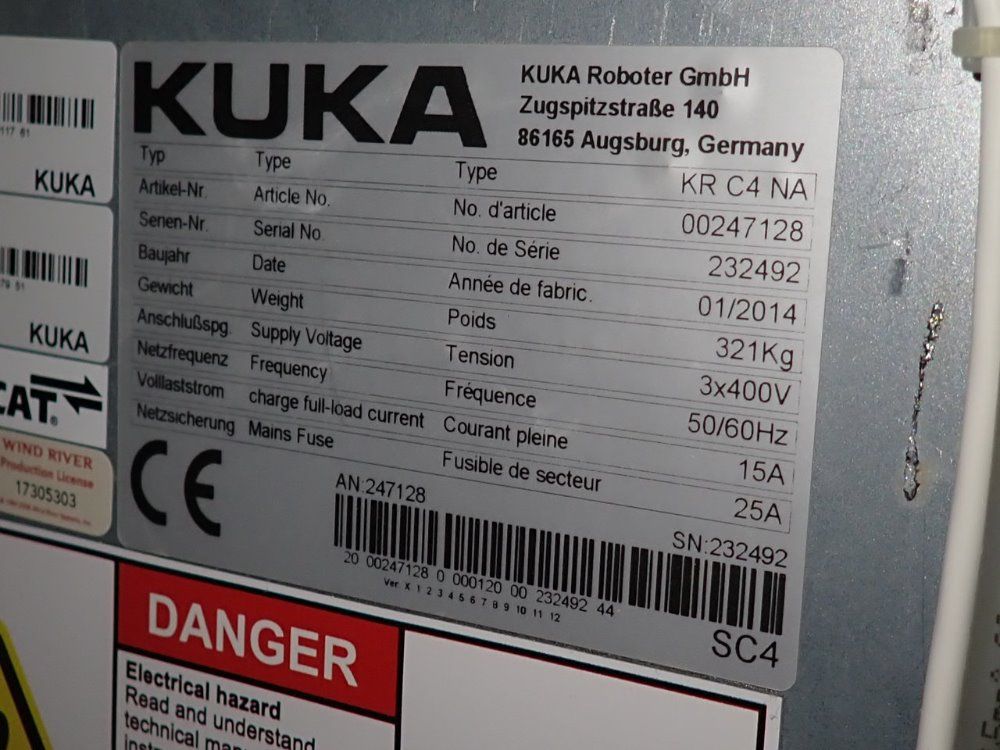 KUKA
KUKA Roboter GmbH
Zugspitzstraße 140
86165 Augsburg, Germany
Typ Type Type KR C4 NA
Artikel-Nr. Article No. No. d'article 00247128
Serien-Nr. Serial No. No. de Série 232492
Baujahr Date Année de fabric. 01/2014
Gewicht Weight Poids 321Kg
Anschlußspg. Supply Voltage Tension 3x400V
Netzfrequenz Frequency Fréquence 50/60Hz
Volllaststrom charge full-load current Courant pleine 15A
Netzsicherung Mains Fuse Fusible de secteur 25A
CE
AN:247128
SN:232492
20 00247128 0 000120 00 232492 44
Ver X 1 2 3 4 5 6 7 8 9 10 11 12
SC4
117 61
KUKA
79 51
KUKA
CAT.®
WIND RIVER
Production License
17305303
DANGER
Electrical hazard
Read and understand
technical